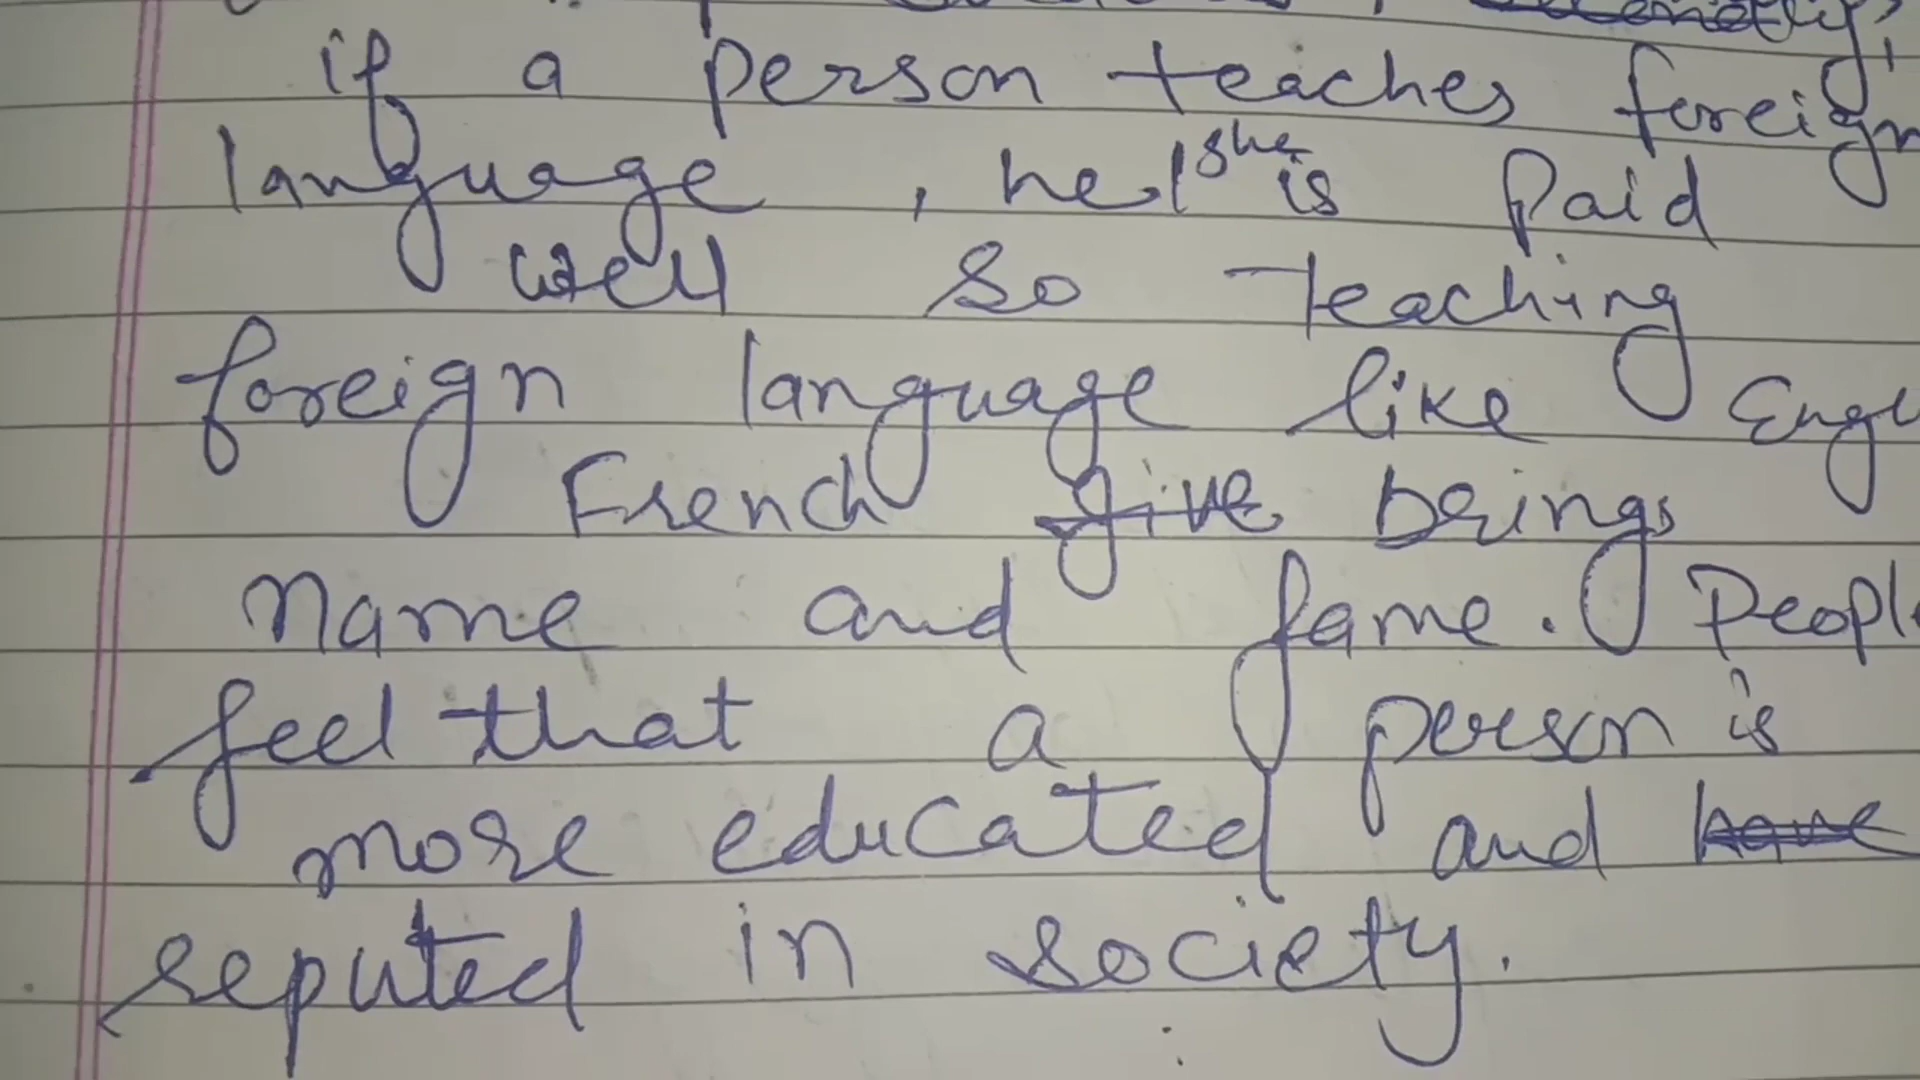 if a person teaches foreign
language, he/she is paid
well so teaching
foreign language like
French give brings
name and fame. People
feel that a person is
more educated and have
reputed in society.